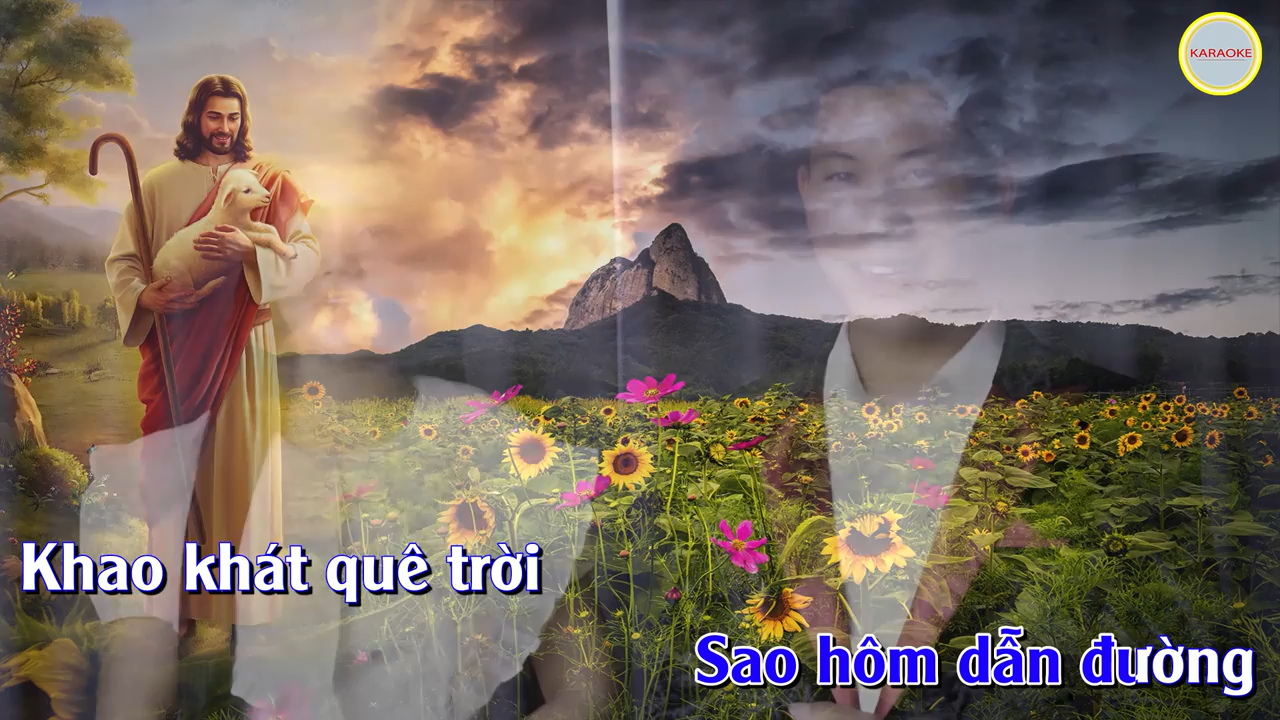 KARAOKE
Khao khát quê trời
Sao hôm dẫn đường